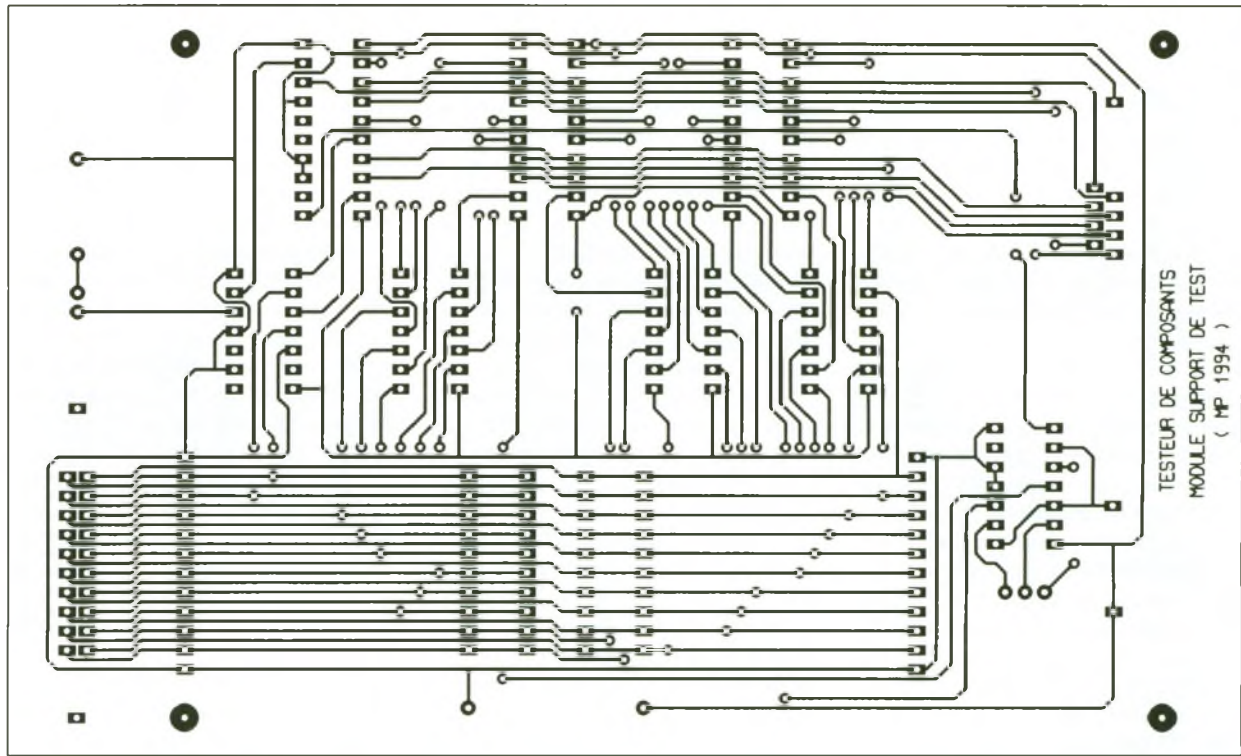 TESTEUR DE COMPOSANTS
MODULE SUPPORT DE TEST
( MP 1994 )